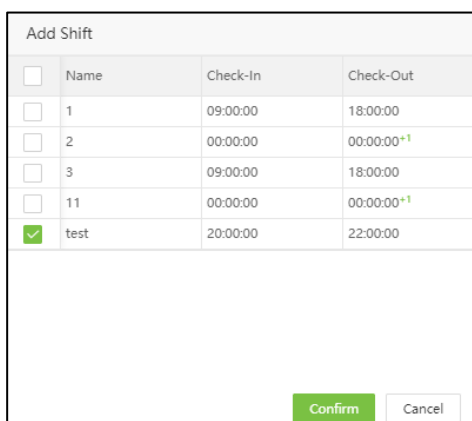 Add Shift
Name Check-In Check-Out
1 09:00:00 18:00:00
2 00:00:00 00:00:00+1
3 09:00:00 18:00:00
11 00:00:00 00:00:00+1
test 20:00:00 22:00:00
Confirm Cancel